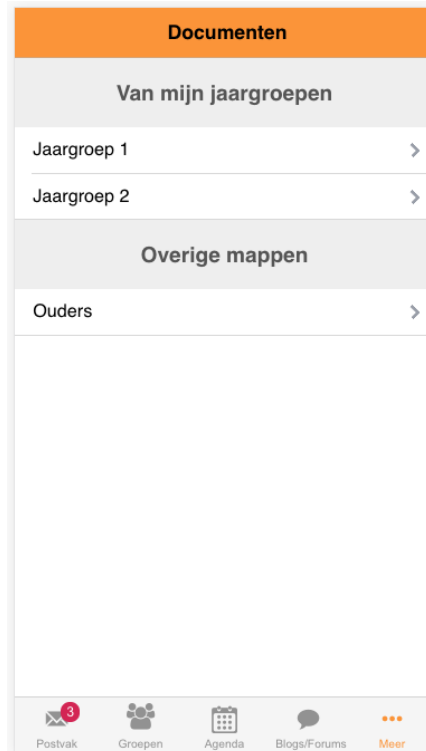 Documenten
Van mijn jaargroepen
Jaargroep 1
Jaargroep 2
Overige mappen
Ouders
3
Postvak Groepen Agenda Blogs/Forums Meer